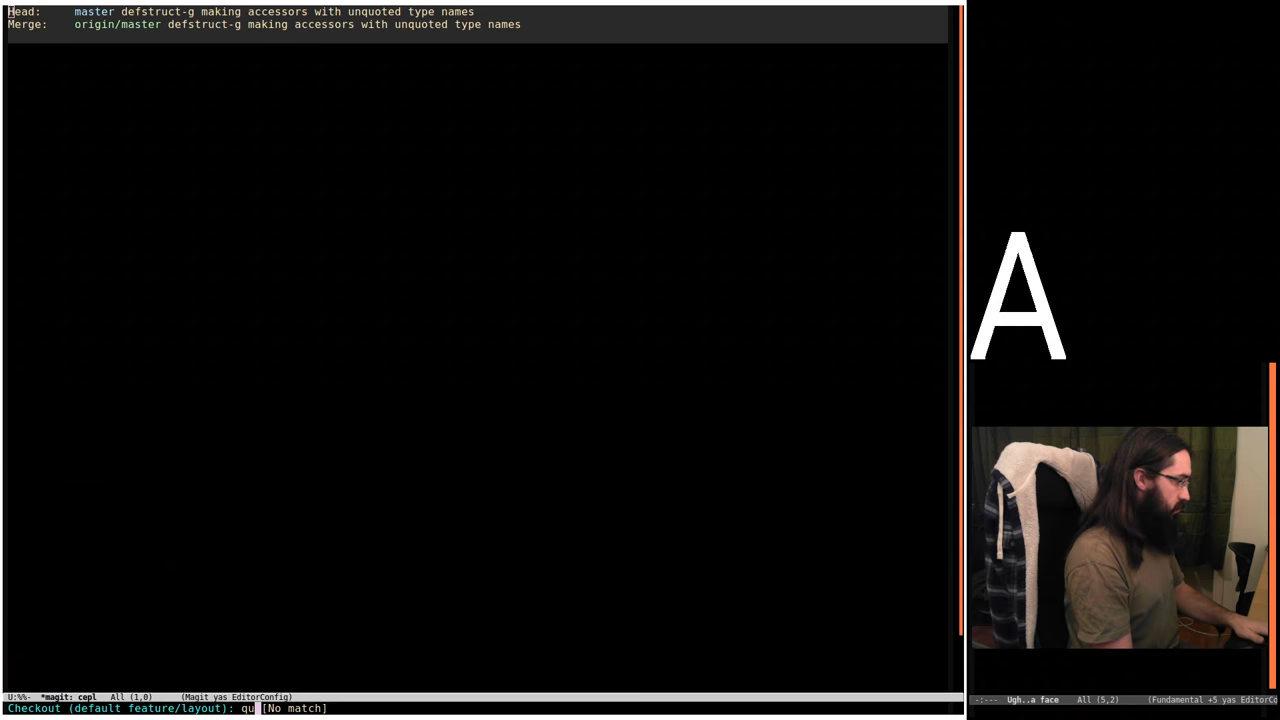 Head:     master defstruct-g making accessors with unquoted type names
Merge:    origin/master defstruct-g making accessors with unquoted type names
A
U:%%-  *magit: cepl   All (1,0)     (Magit yas EditorConfig)
-:---  Ugh..a face    All (5,2)     (Fundamental +5 yas EditorCo
Checkout (default feature/layout): qu [No match]